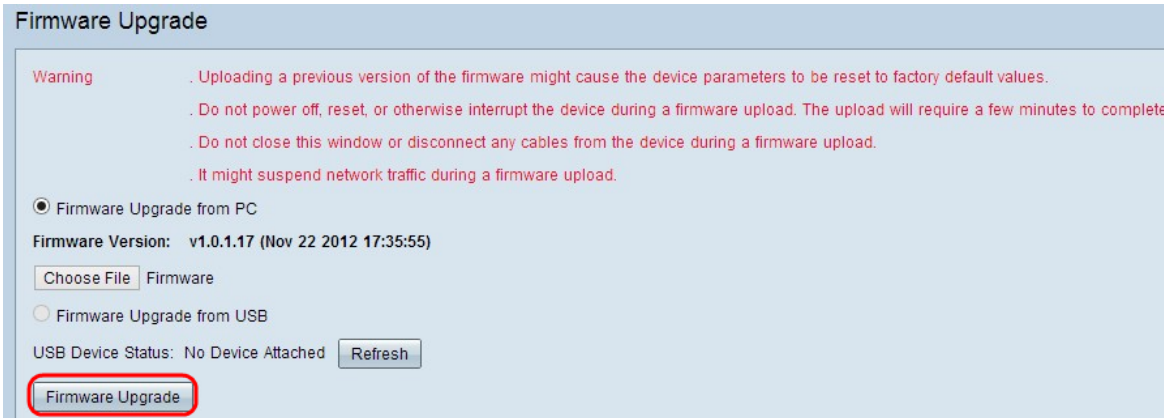 Firmware Upgrade
Warning . Uploading a previous version of the firmware might cause the device parameters to be reset to factory default values.
. Do not power off, reset, or otherwise interrupt the device during a firmware upload. The upload will require a few minutes to complete
. Do not close this window or disconnect any cables from the device during a firmware upload.
. It might suspend network traffic during a firmware upload.
Firmware Upgrade from PC
Firmware Version: v1.0.1.17 (Nov 22 2012 17:35:55)
Choose File Firmware
Firmware Upgrade from USB
USB Device Status: No Device Attached Refresh
Firmware Upgrade